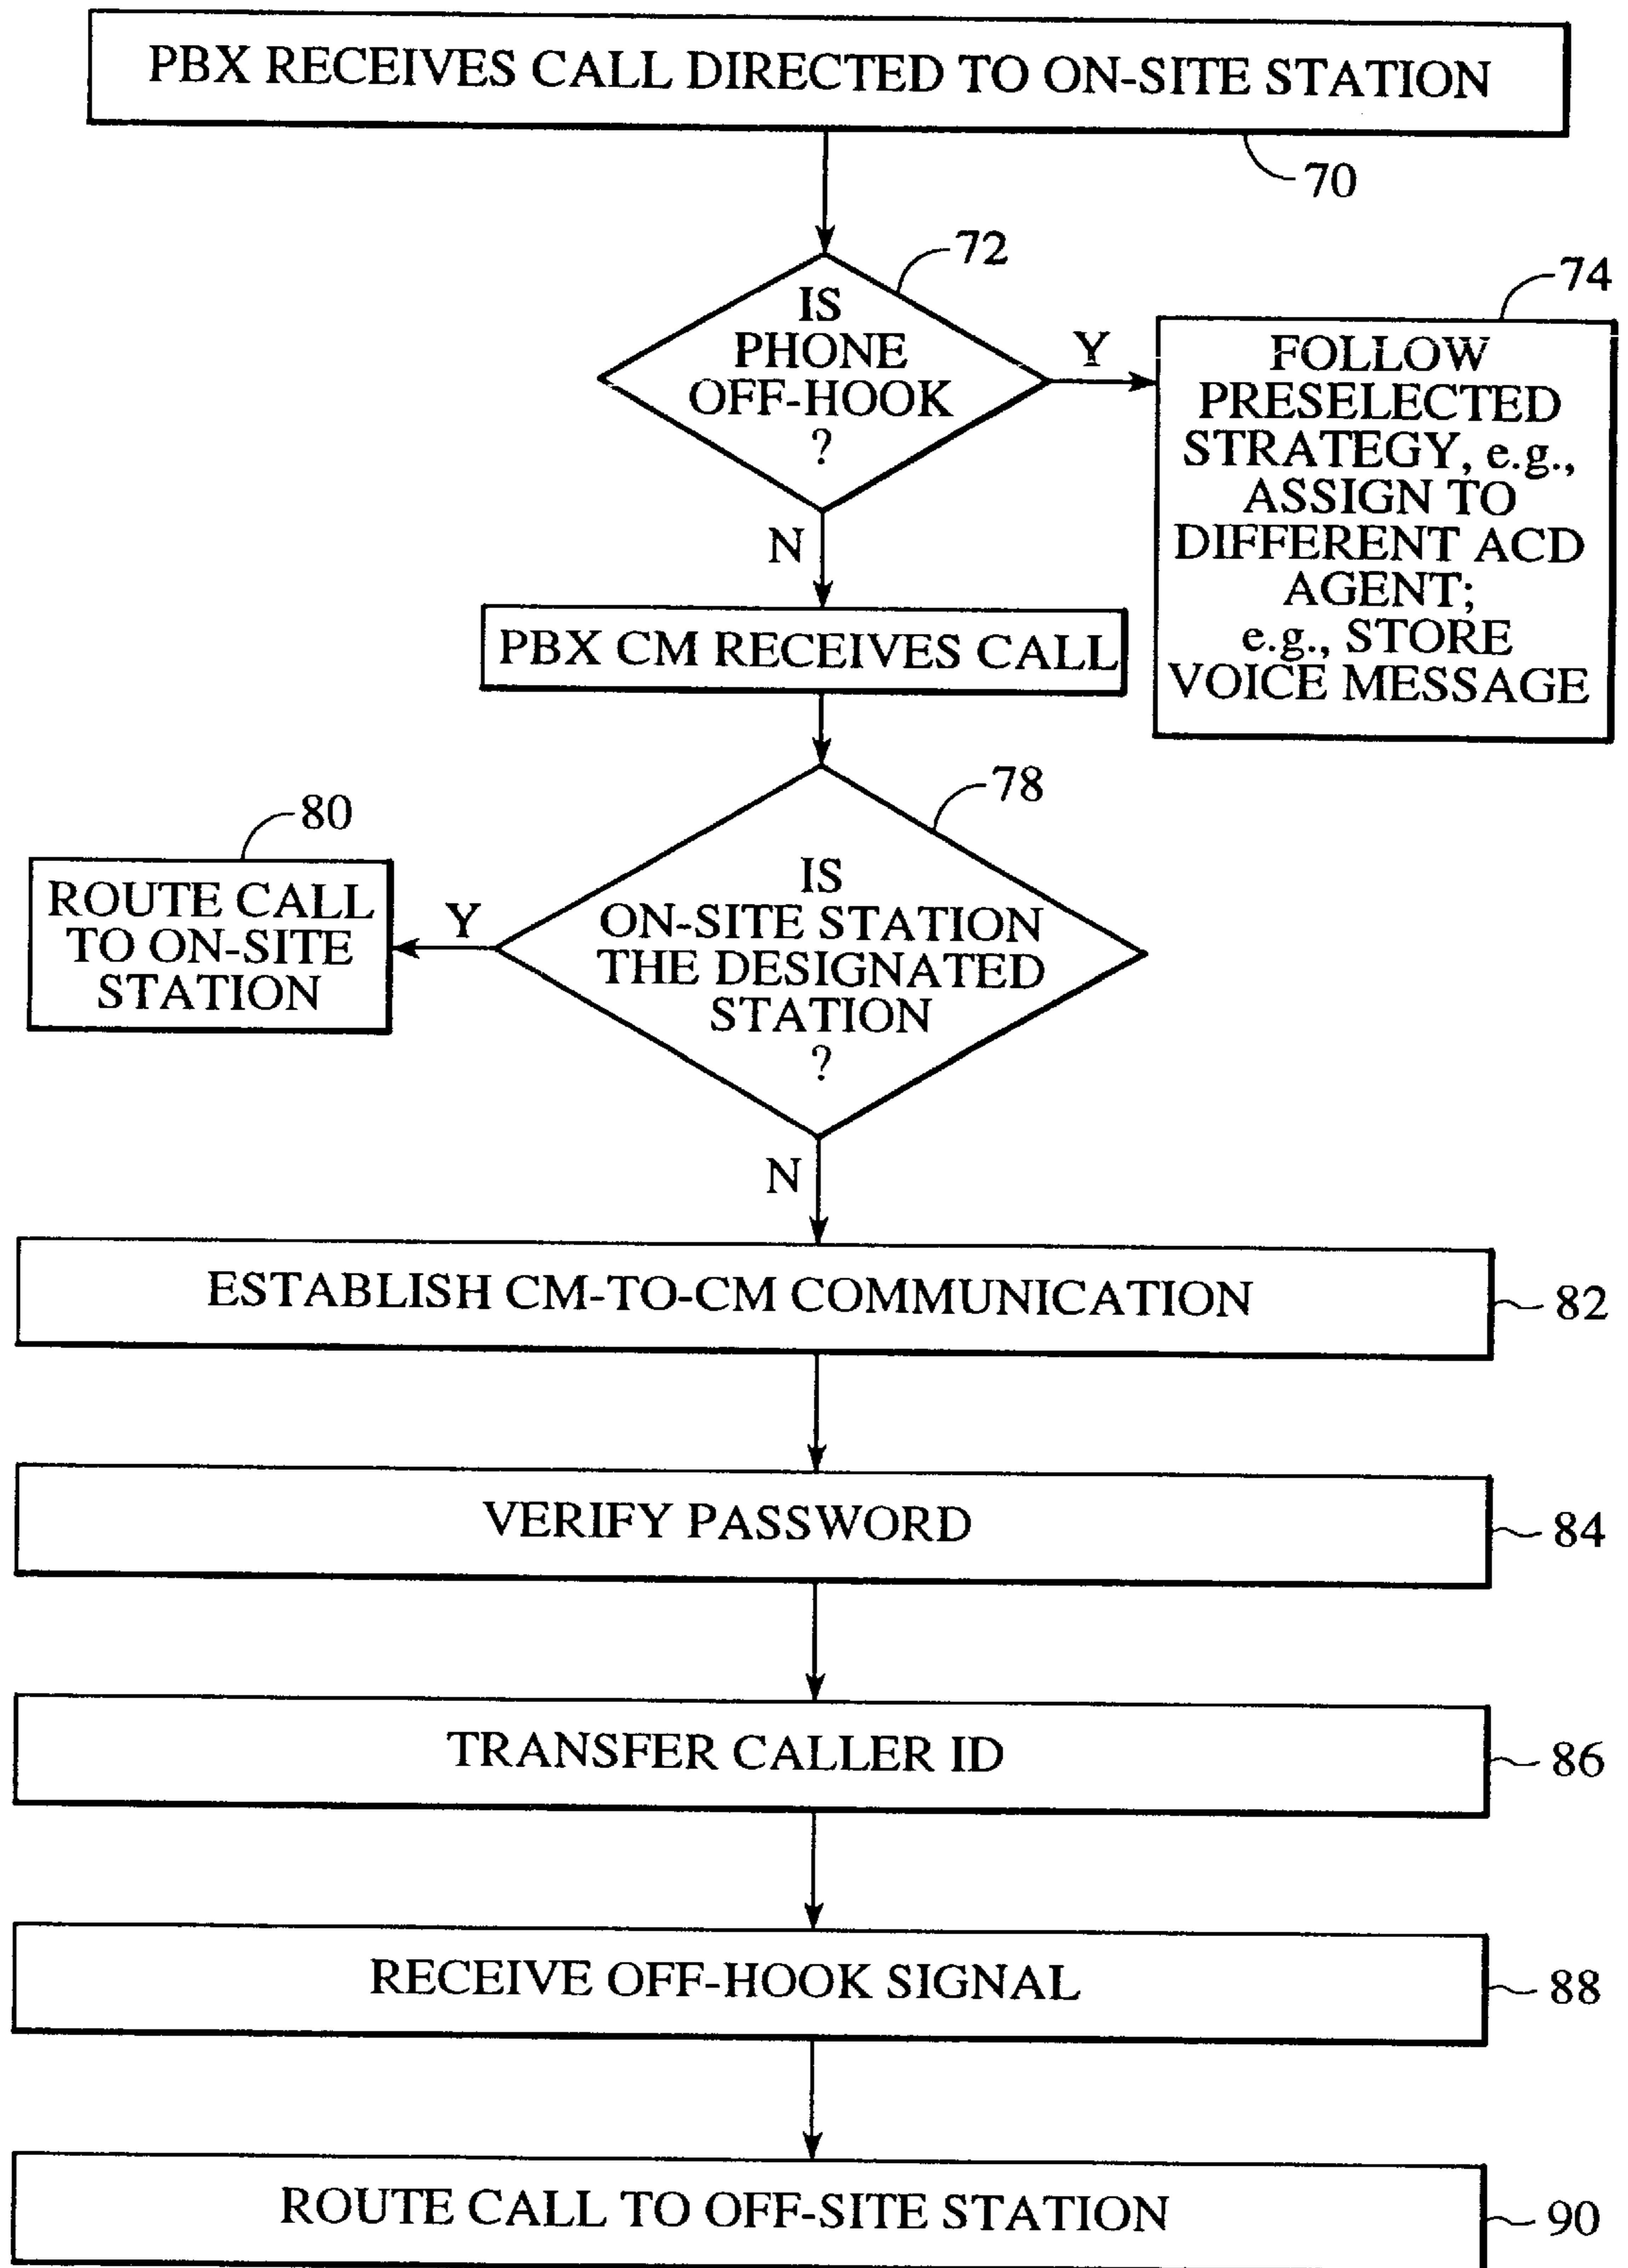 PBX RECEIVES CALL DIRECTED TO ON-SITE STATION
70
72
IS
PHONE
OFF-HOOK
?
Y
74
FOLLOW
PRESELECTED
STRATEGY, e.g.,
ASSIGN TO
DIFFERENT ACD
AGENT;
e.g., STORE
VOICE MESSAGE
N
PBX CM RECEIVES CALL
78
IS
ON-SITE STATION
THE DESIGNATED
STATION
?
Y
80
ROUTE CALL
TO ON-SITE
STATION
N
ESTABLISH CM-TO-CM COMMUNICATION
82
VERIFY PASSWORD
84
TRANSFER CALLER ID
86
RECEIVE OFF-HOOK SIGNAL
88
ROUTE CALL TO OFF-SITE STATION
90